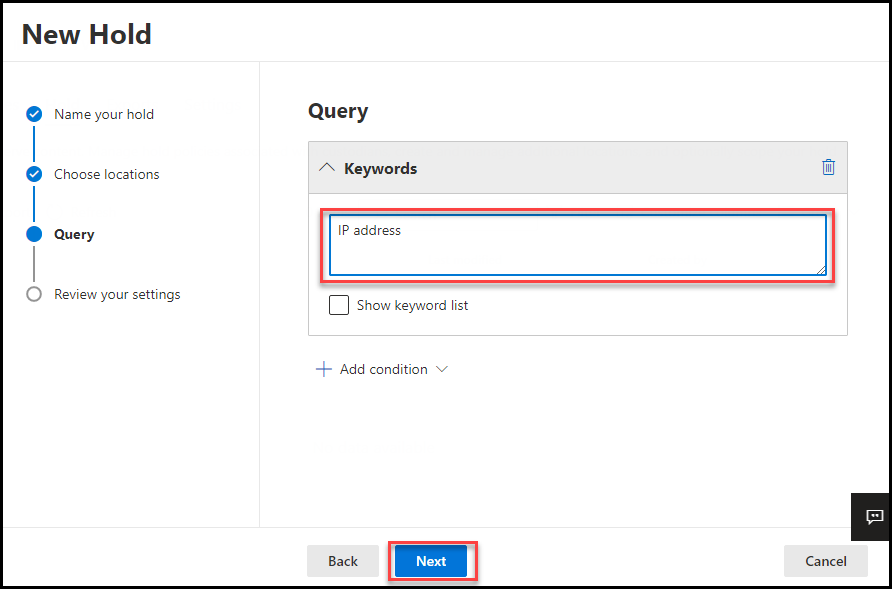 New Hold
Name your hold
Choose locations
Query
Review your settings
Query
Keywords
IP address
Show keyword list
Add condition
Back
Next
Cancel